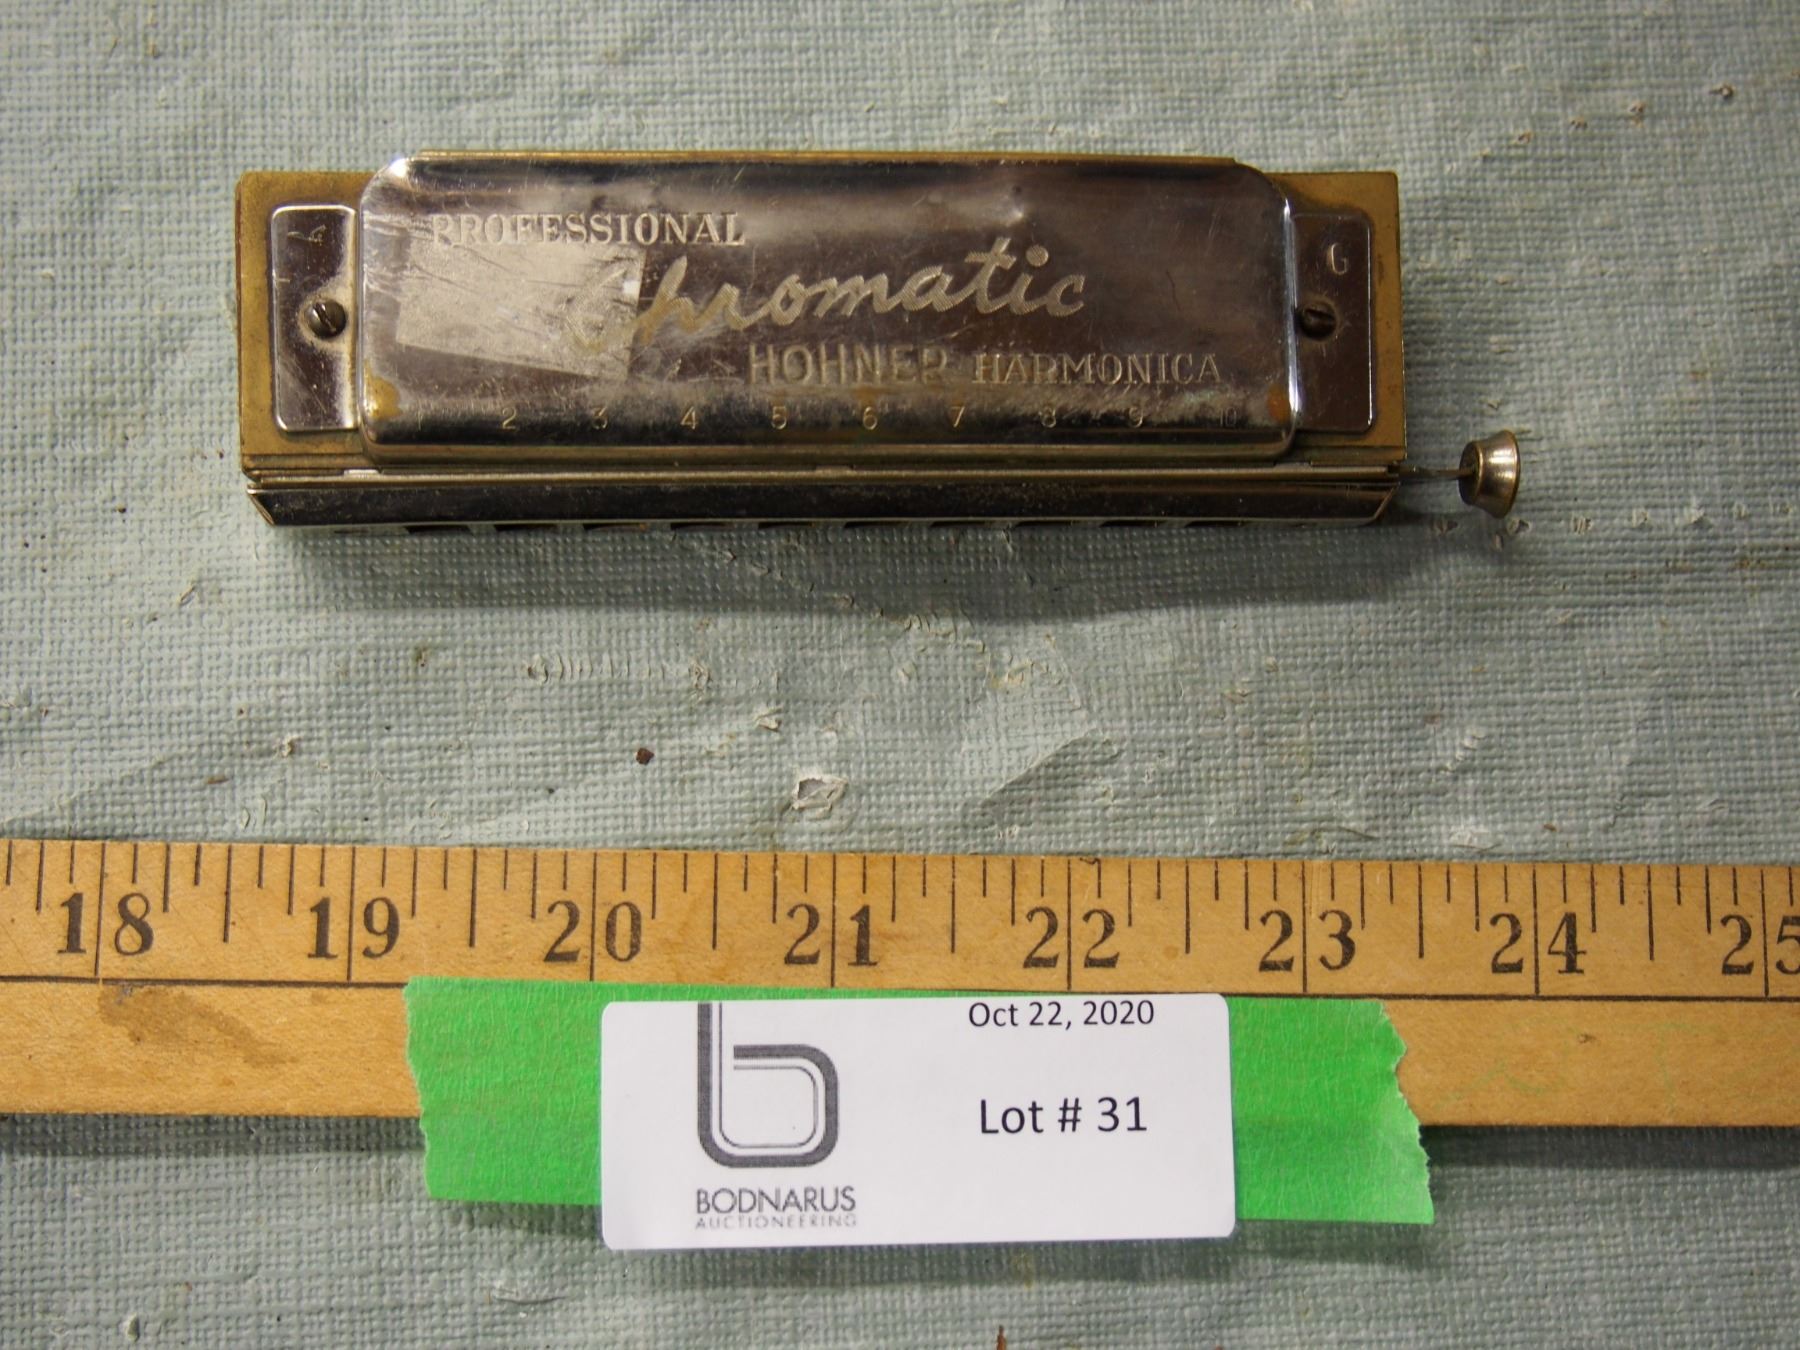 PROFESSIONAL
Chromatic
G
HOHNER HARMONICA
1 2 3 4 5 6 7 8 9 10
18 19 20 21 22 23 24 25
Oct 22, 2020
Lot # 31
BODNARUS
AUCTIONEERING